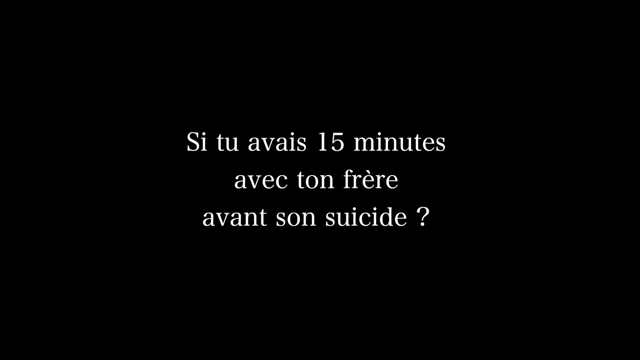 Si tu avais 15 minutes
avec ton frère
avant son suicide ?